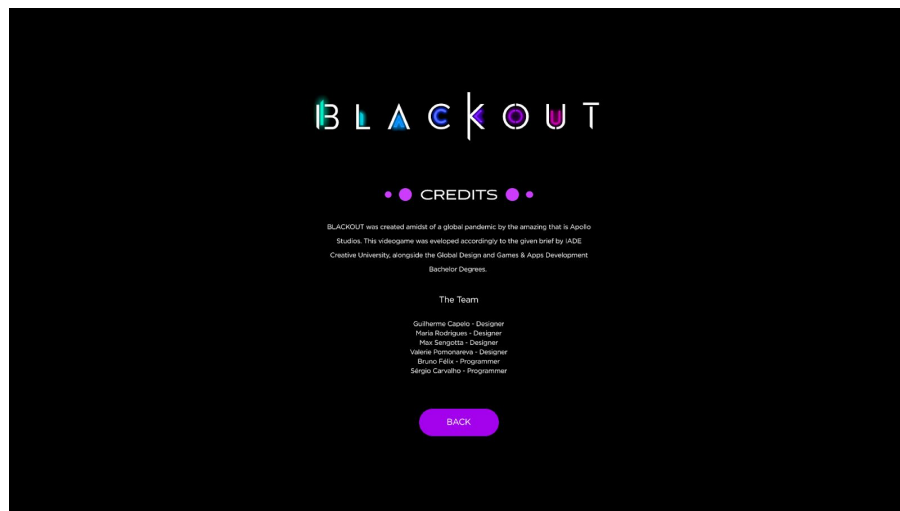 BLACKOUT
CREDITS
BLACKOUT was created amidst of a global pandemic by the amazing that is Apollo
Studios. This videogame was eveloped accordingly to the given brief by IADE
Creative University, alongside the Global Design and Games & Apps Development
Bachelor Degrees.
The Team
Guilherme Capelo - Designer
Maria Rodrigues - Designer
Max Sengotta - Designer
Valerie Pomonareva - Designer
Bruno Félix - Programmer
Sérgio Carvalho - Programmer
BACK